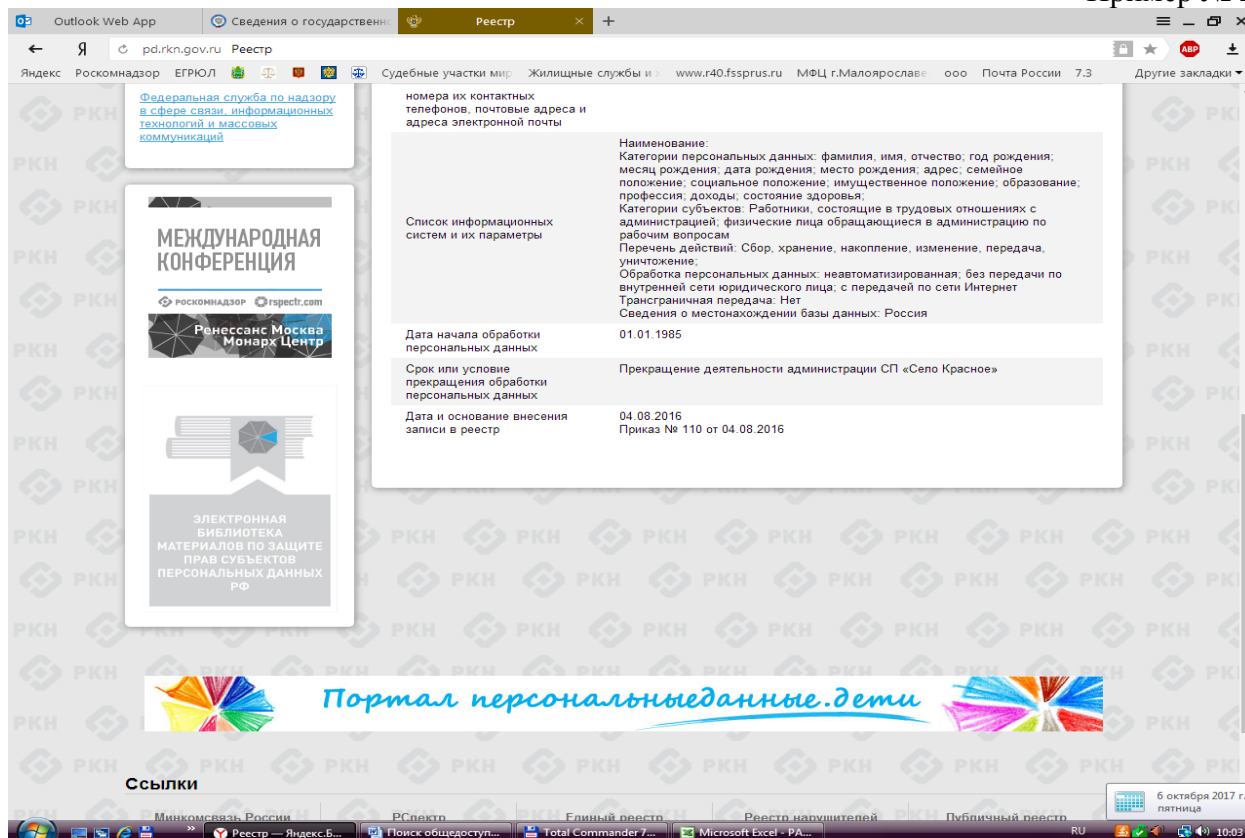 Пример №
Outlook Web App
Сведения о государственн
Реестр
pd.rkn.gov.ru Реестр
ABP
Яндекс Роскомнадзор ЕГРЮЛ Судебные участки мир Жилищные службы и з www.r40.fssprus.ru МФЦ г.Малоярославе ооо Почта России 7.3 Другие закладки
Федеральная служба по надзору
в сфере связи, информационных
технологий и массовых
коммуникаций
МЕЖДУНАРОДНАЯ
КОНФЕРЕНЦИЯ
РОСКОМНАДЗОР rspectr.com
Ренессанс Москва
Монарх Центр
ЭЛЕКТРОННАЯ
БИБЛИОТЕКА
МАТЕРИАЛОВ ПО ЗАЩИТЕ
ПРАВ СУБЪЕКТОВ
ПЕРСОНАЛЬНЫХ ДАННЫХ
РФ
номера их контактных
телефонов, почтовые адреса и
адреса электронной почты
Список информационных
систем и их параметры
Наименование:
Категории персональных данных: фамилия, имя, отчество; год рождения;
месяц рождения; дата рождения; место рождения; адрес; семейное
положение; социальное положение; имущественное положение; образование;
профессия; доходы; состояние здоровья;
Категории субъектов: Работники, состоящие в трудовых отношениях с
администрацией; физические лица обращающиеся в администрацию по
рабочим вопросам
Перечень действий: Сбор, хранение, накопление, изменение, передача,
уничтожение;
Обработка персональных данных: неавтоматизированная; без передачи по
внутренней сети юридического лица; с передачей по сети Интернет
Трансграничная передача: Нет
Сведения о местонахождении базы данных: Россия
Дата начала обработки
персональных данных
01.01.1985
Срок или условие
прекращения обработки
персональных данных
Прекращение деятельности администрации СП «Село Красное»
Дата и основание внесения
записи в реестр
04.08.2016
Приказ № 110 от 04.08.2016
РКН
Портал персональныеданные.дети
Ссылки
Минкомсвязь России РСпектр Единый реестр Реестр нарушителей Публичный реестр
6 октября 2017 г.
пятница
Реестр — Яндекс.Б...
Поиск общедоступ...
Total Commander 7....
Microsoft Excel - РА...
RU
10:03